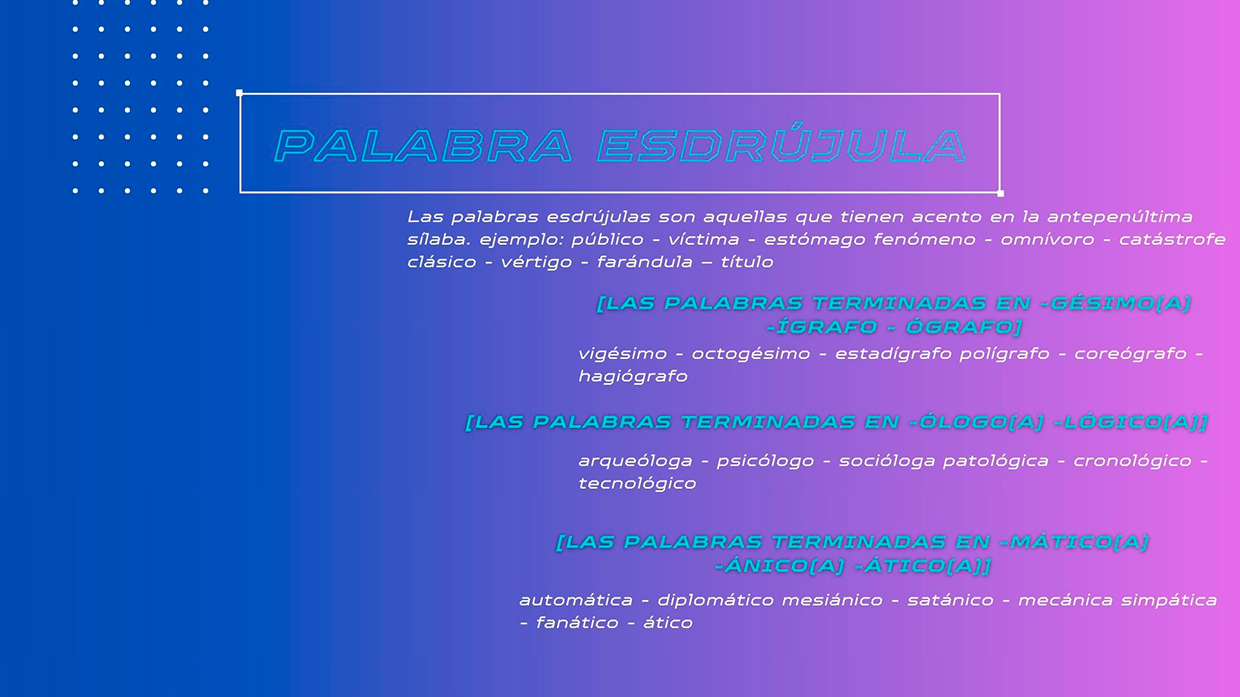 PALABRA ESDRÚJULA
Las palabras esdrújulas son aquellas que tienen acento en la antepenúltima
sílaba. ejemplo: público - víctima - estómago fenómeno - omnívoro - catástrofe
clásico - vértigo - farándula – título
[LAS PALABRAS TERMINADAS EN -GÉSIMO(A)
-ÍGRAFO - ÓGRAFO]
vigésimo - octogésimo - estadígrafo polígrafo - coreógrafo -
hagiógrafo
[LAS PALABRAS TERMINADAS EN -ÓLOGO(A) -LÓGICO(A)]
arqueóloga - psicólogo - socióloga patológica - cronológico -
tecnológico
[LAS PALABRAS TERMINADAS EN -MÁTICO(A)
-ÁNICO(A) -ÁTICO(A)]
automática - diplomático mesiánico - satánico - mecánica simpática
- fanático - ático